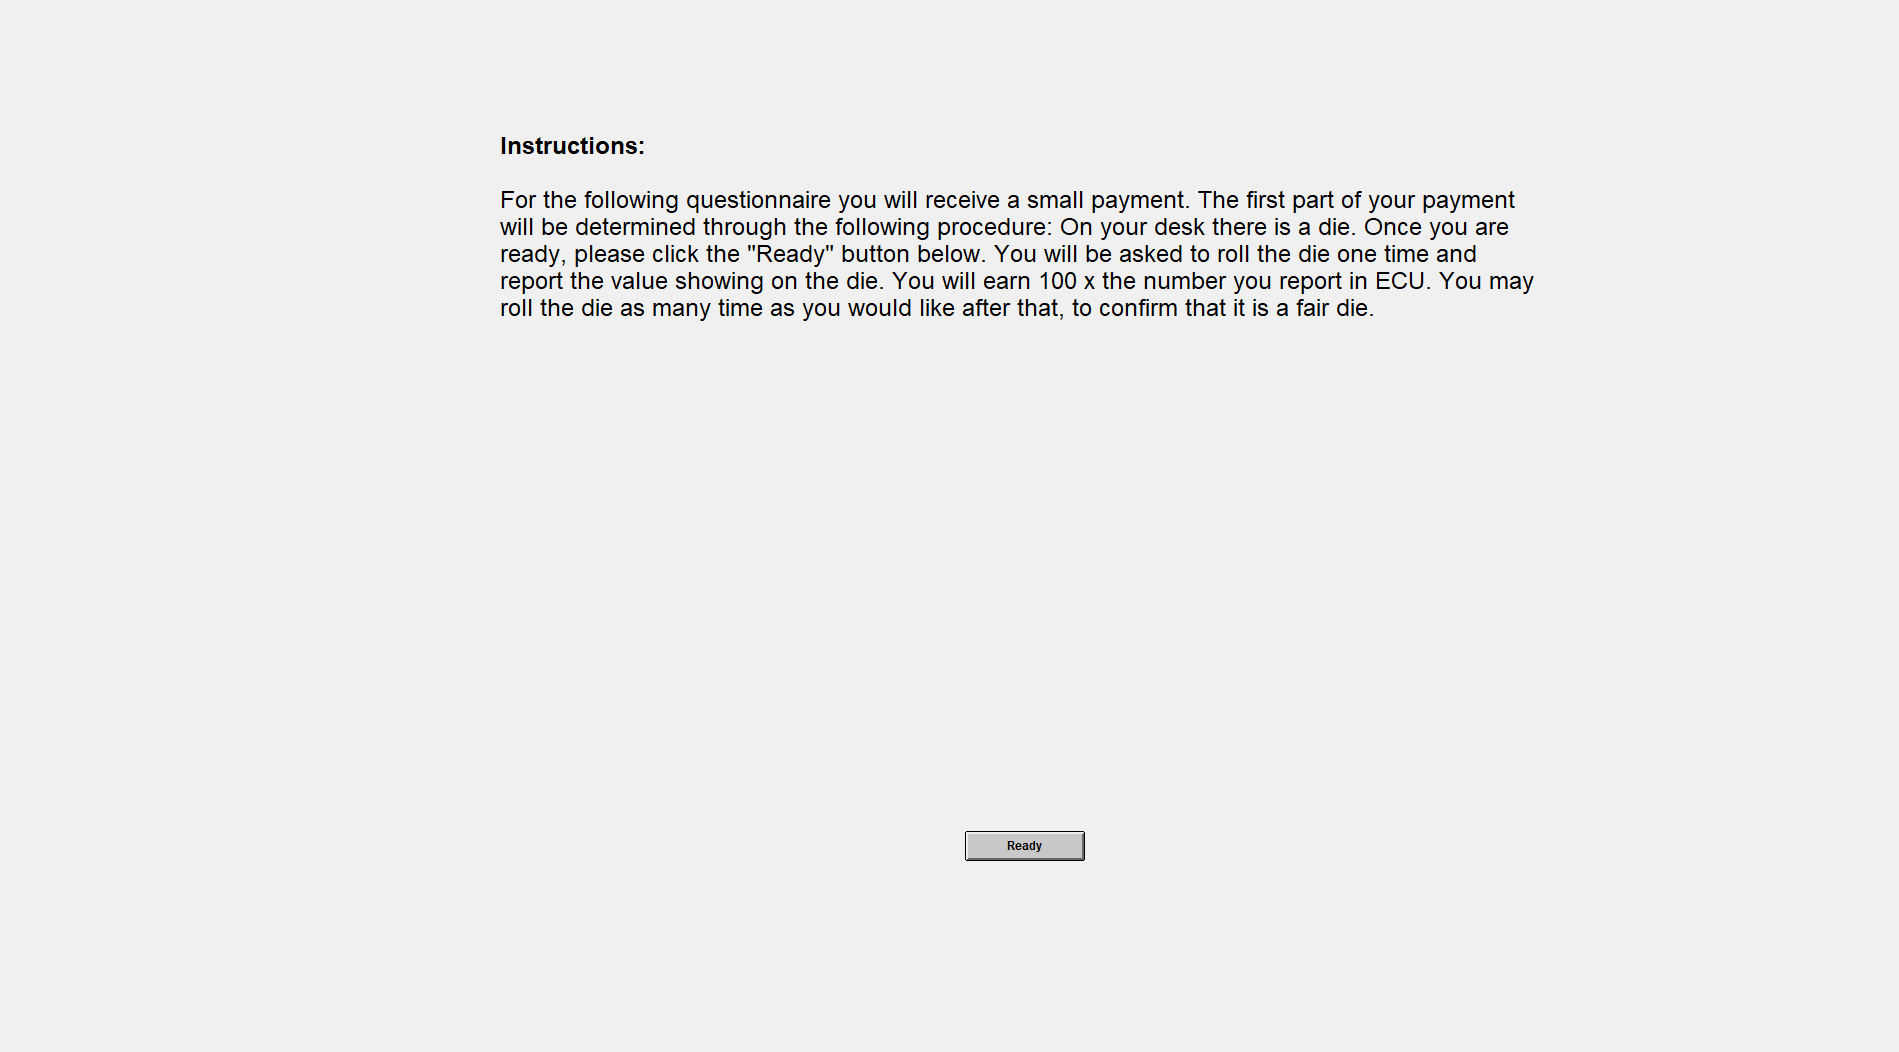 Instructions:
For the following questionnaire you will receive a small payment. The first part of your payment
will be determined through the following procedure: On your desk there is a die. Once you are
ready, please click the "Ready" button below. You will be asked to roll the die one time and
report the value showing on the die. You will earn 100 x the number you report in ECU. You may
roll the die as many time as you would like after that, to confirm that it is a fair die.
Ready